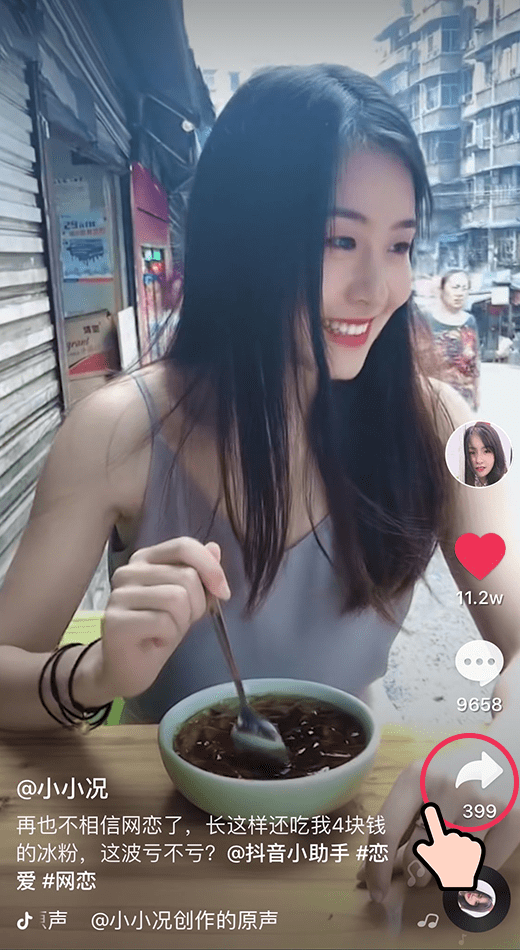 11.2w
9658
399
@小小况
再也不相信网恋了，长这样还吃我4块钱
的冰粉，这波亏不亏？@抖音小助手 #恋
爱 #网恋
声 @小小况创作的原声